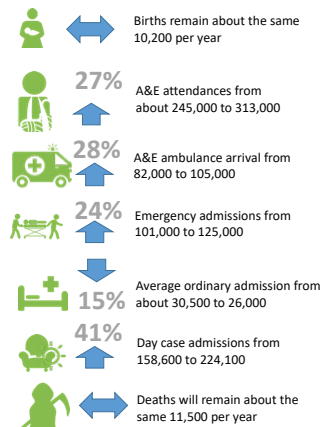 Births remain about the same
10,200 per year
27%
A&E attendances from
about 245,000 to 313,000
28%
A&E ambulance arrival from
82,000 to 105,000
24%
Emergency admissions from
101,000 to 125,000
15%
Average ordinary admission from
about 30,500 to 26,000
41%
Day case admissions from
158,600 to 224,100
Deaths will remain about the
same 11,500 per year